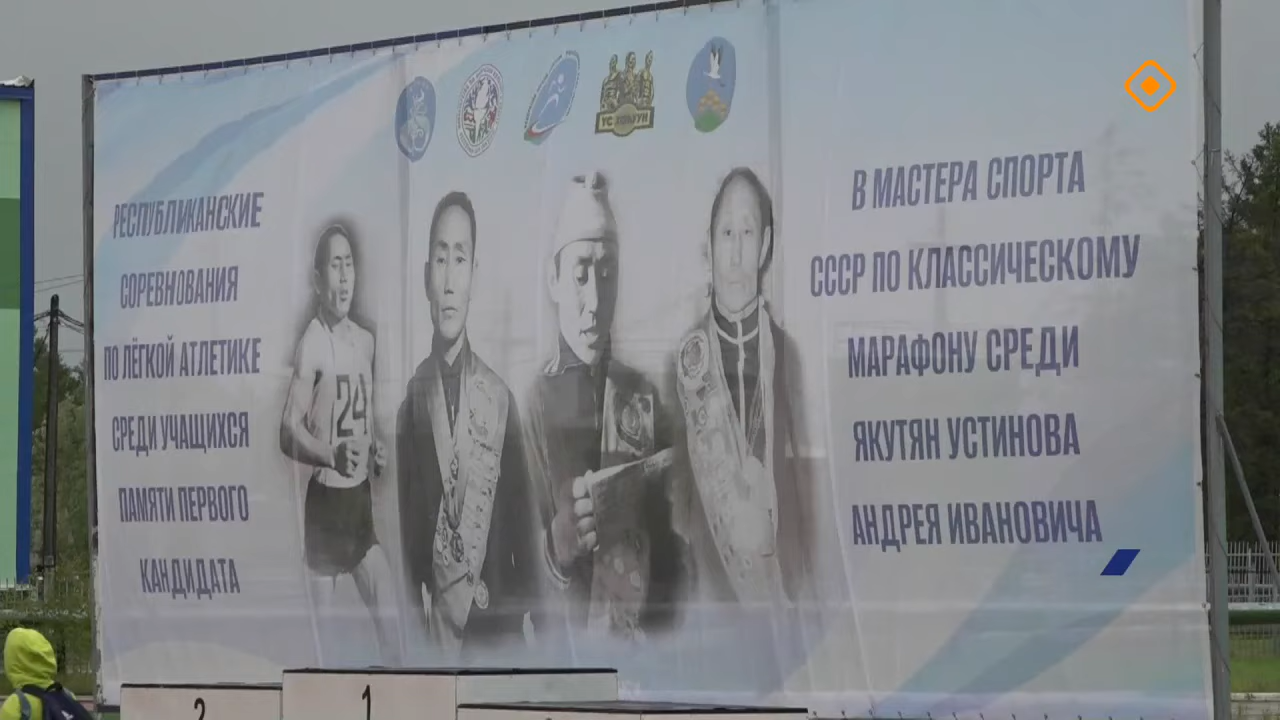 РЕСПУБЛИКАНСКИЕ
СОРЕВНОВАНИЯ
ПО ЛЁГКОЙ АТЛЕТИКЕ
СРЕДИ УЧАЩИХСЯ
ПАМЯТИ ПЕРВОГО
КАНДИДАТА
В МАСТЕРА СПОРТА
СССР ПО КЛАССИЧЕСКОМУ
МАРАФОНУ СРЕДИ
ЯКУТЯН УСТИНОВА
АНДРЕЯ ИВАНОВИЧА
24
2
1